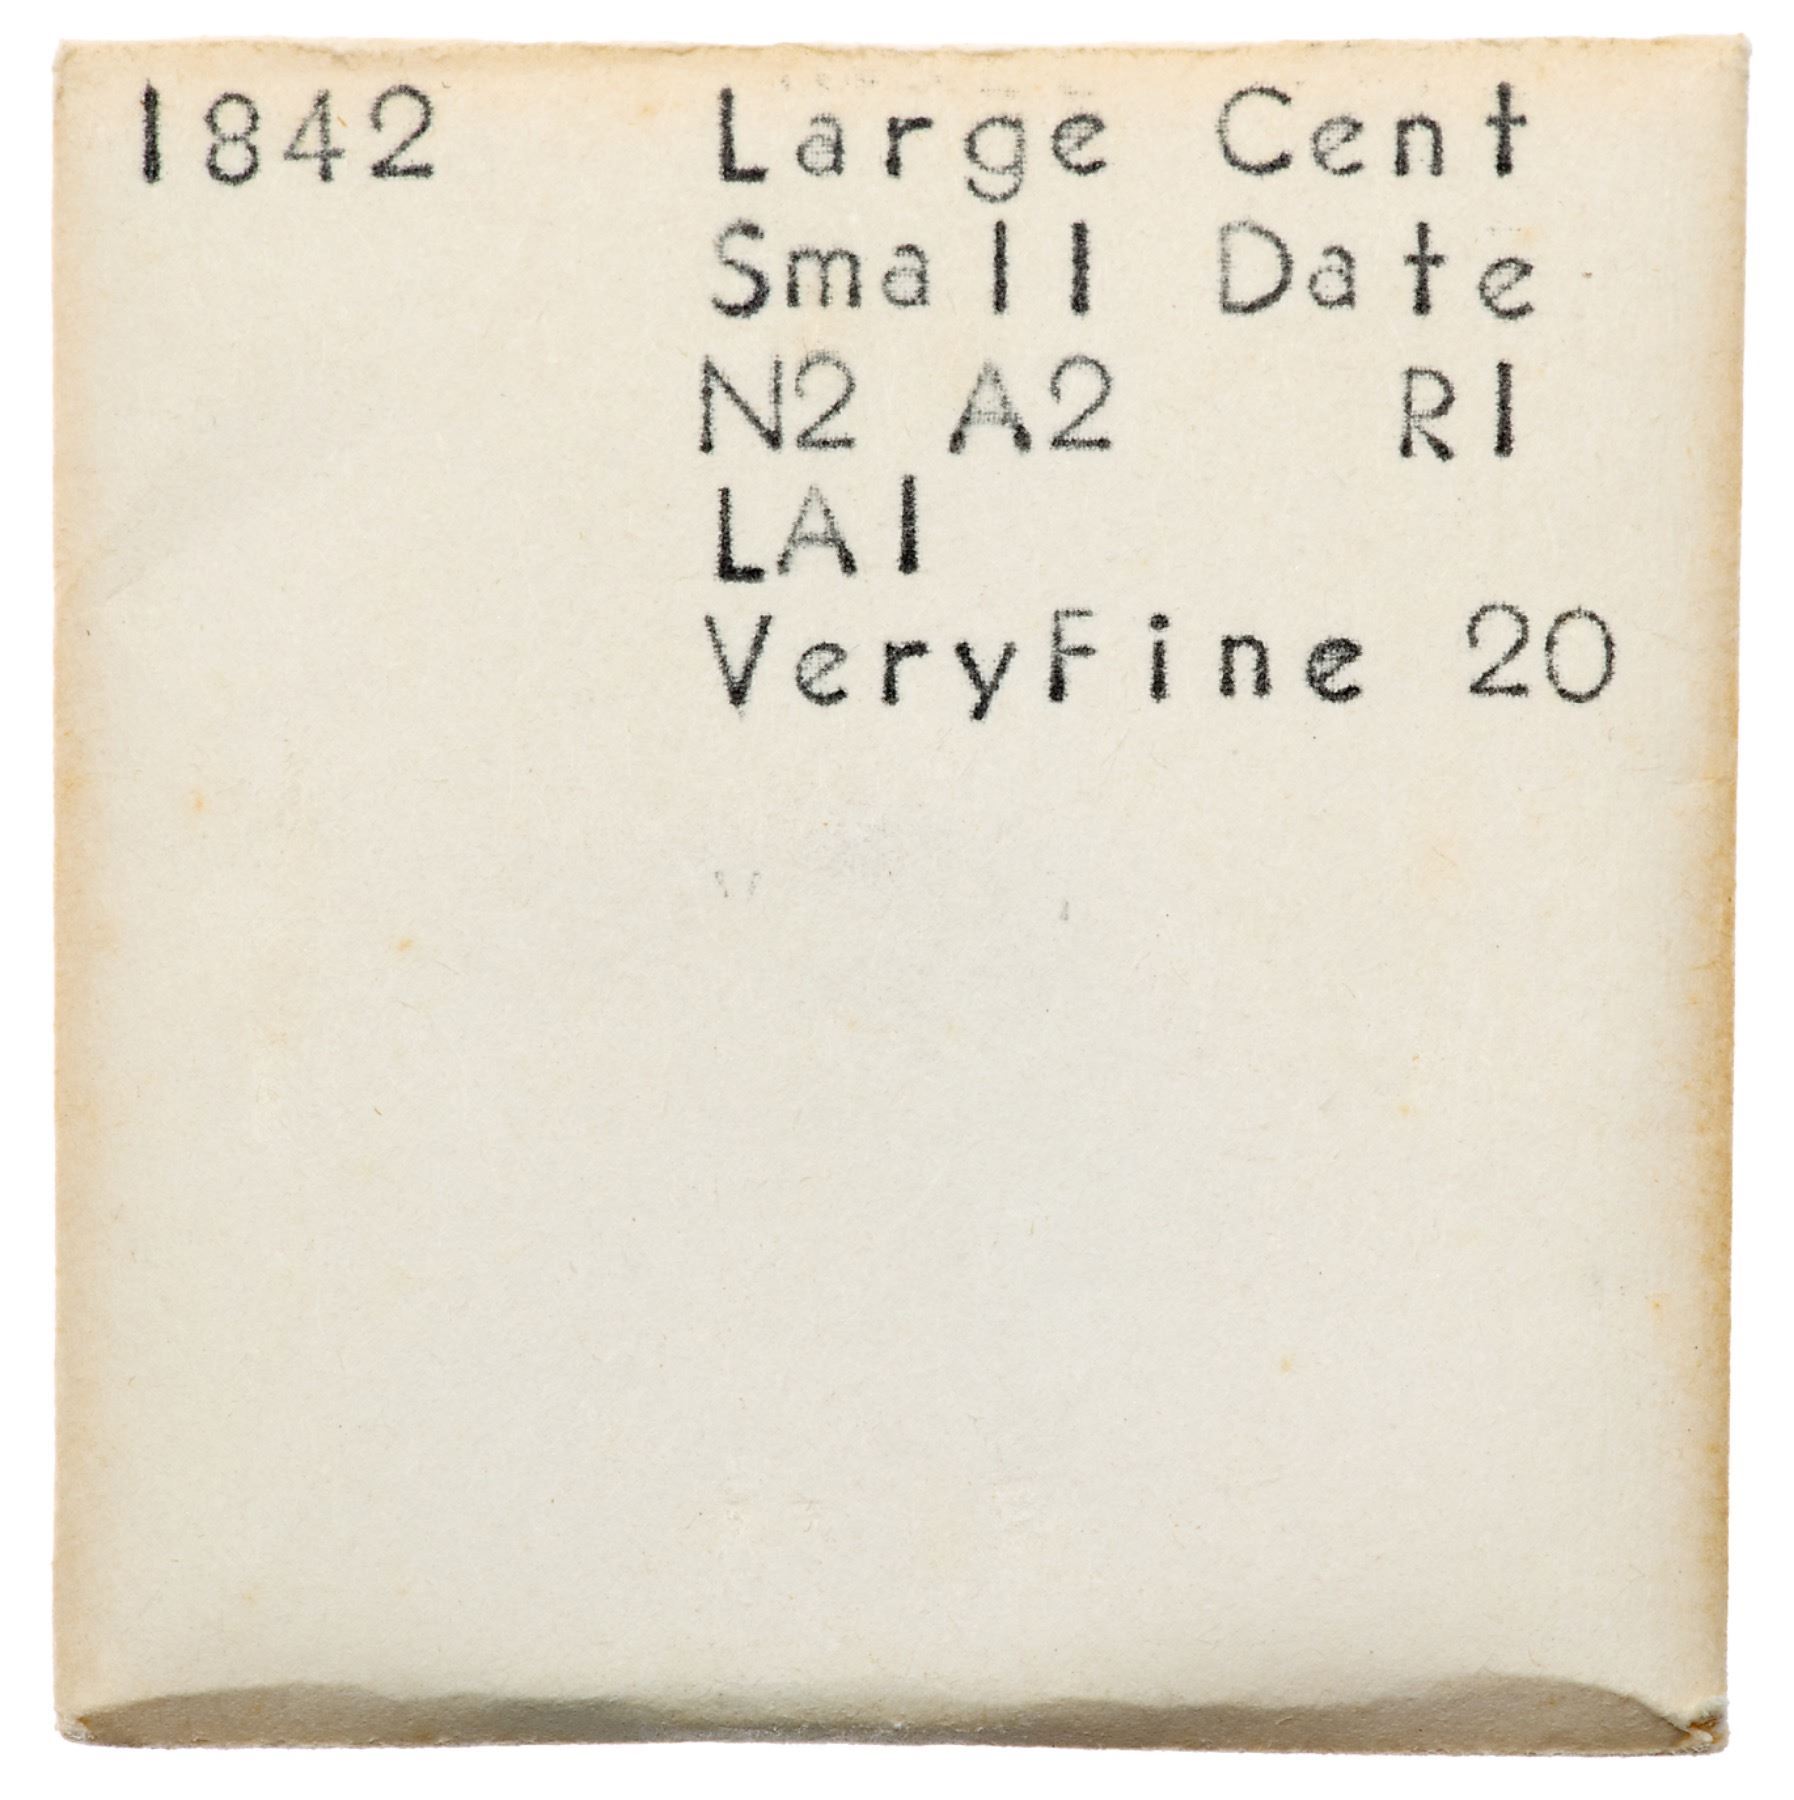 1842 Large Cent
Small Date
N2 A2 R1
LA1
VeryFine 20